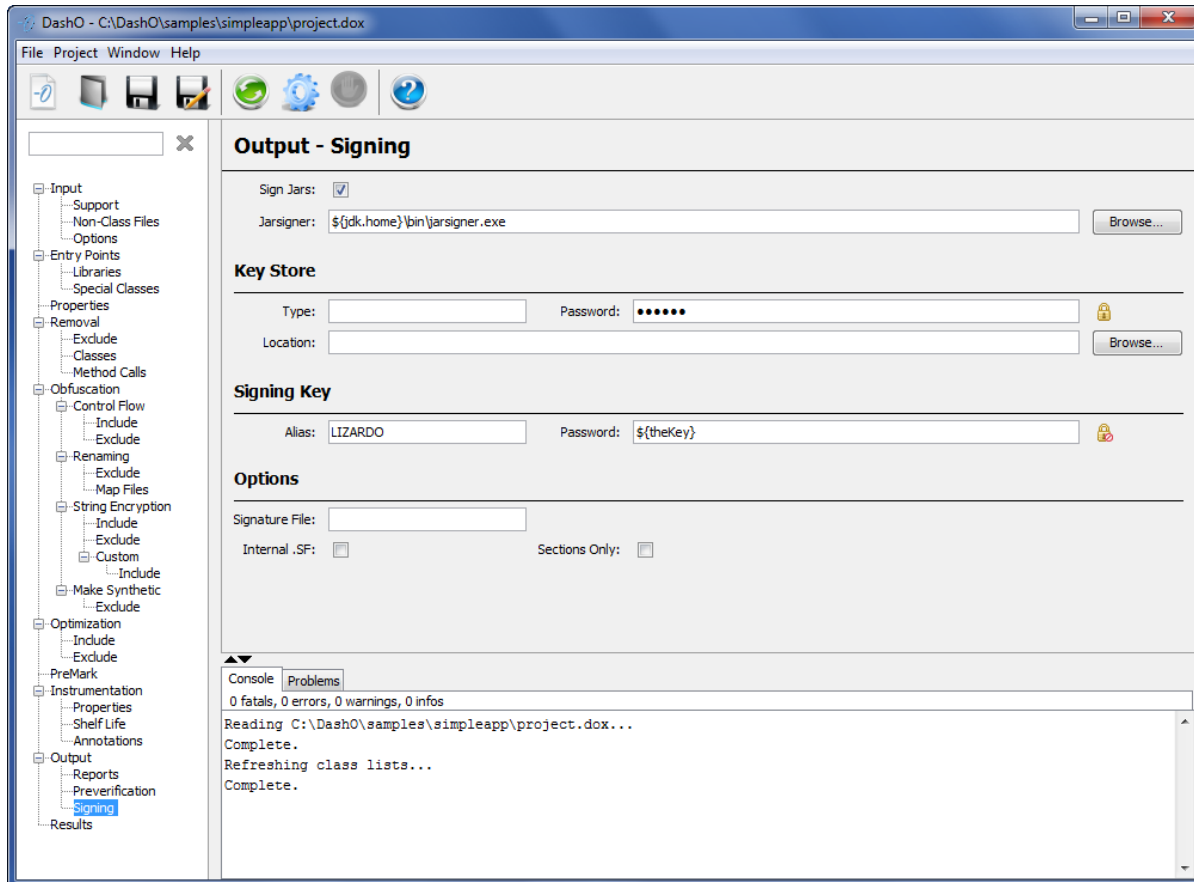 DashO - C:\DashO\samples\simpleapp\project.dox
File Project Window Help
Output - Signing
Sign Jars:
Jarsigner: ${jdk.home}\bin\jarsigner.exe Browse...
Key Store
Type: Password: ••••••
Location: Browse...
Signing Key
Alias: LIZARDO Password: ${theKey}
Options
Signature File:
Internal .SF: Sections Only:
Input
Support
Non-Class Files
Options
Entry Points
Libraries
Special Classes
Properties
Removal
Exclude
Classes
Method Calls
Obfuscation
Control Flow
Include
Exclude
Renaming
Exclude
Map Files
String Encryption
Include
Exclude
Custom
Include
Make Synthetic
Exclude
Optimization
Include
Exclude
PreMark
Instrumentation
Properties
Shelf Life
Annotations
Output
Reports
Preverification
Signing
Results
Console Problems
0 fatals, 0 errors, 0 warnings, 0 infos
Reading C:\DashO\samples\simpleapp\project.dox...
Complete.
Refreshing class lists...
Complete.